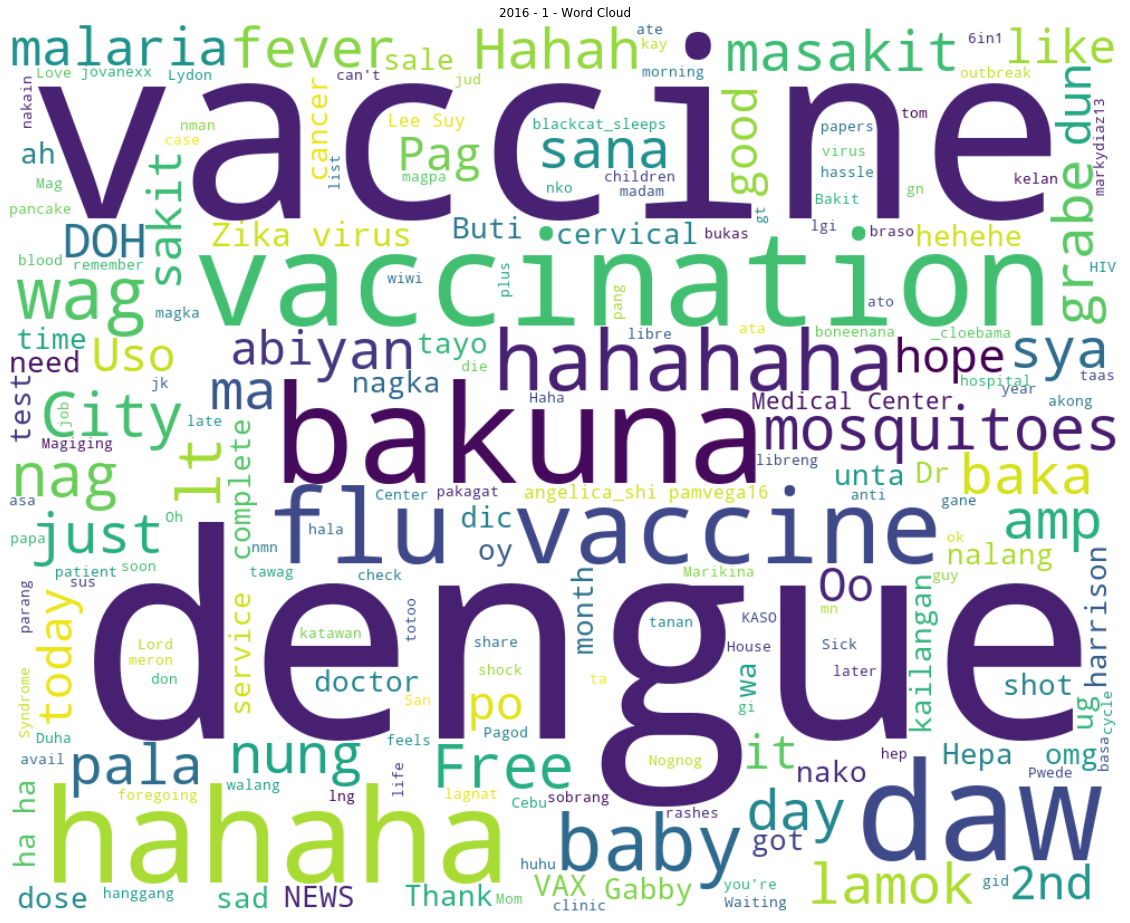 2016 - 1 - Word Cloud
malaria fever sale Hahah ate kay morning masakit 6in1 like outbreak
Love jovanexx Lydon can't jud
vaccine
nakain nman case cancer list Lee Suy Pag magpa blackcat_sleeps sana nko children madam good gt papers virus hassle Bakit tom gn kelan dun markydiaz13
ah Mag pancake sakit
DOH Zika virus Buti cervical bukas lgi braso hehehe grabe
blood remember wiwi plus vaccination HIV
wag magka pang ato
time libre ata boneenana _cloebama
need Uso abiyan tayo die hahahaha hope sya
jk ma nagka Haha hospital year taas
test City job late bakuna Medical Center akong
Magiging mosquitoes
nag lt complete libreng unta Dr baka
asa Center pakagat angelica_shi pamvega16 anti gane
papa just Oh hala flu vaccine dic oy amp
nmn ok nalang
patient soon sus tawag check Marikina guy
parang today dengue month Oo harrison
service katawan totoo share tanan KASO mn kailangan
Lord meron don shock House Sick later
Syndrome doctor ta wa gi shot ug cycle
Duha San po Pagod
avail pala nung feels Free Nognog it hep nako Hepa omg Pwede basa
walang life
ha ha foregoing lng lagnat Cebu sobrang rashes day daw
hahaha baby got
huhu lamok gid 2nd
dose hanggang sad NEWS Thank Mom VAX Gabby you're
clinic Waiting